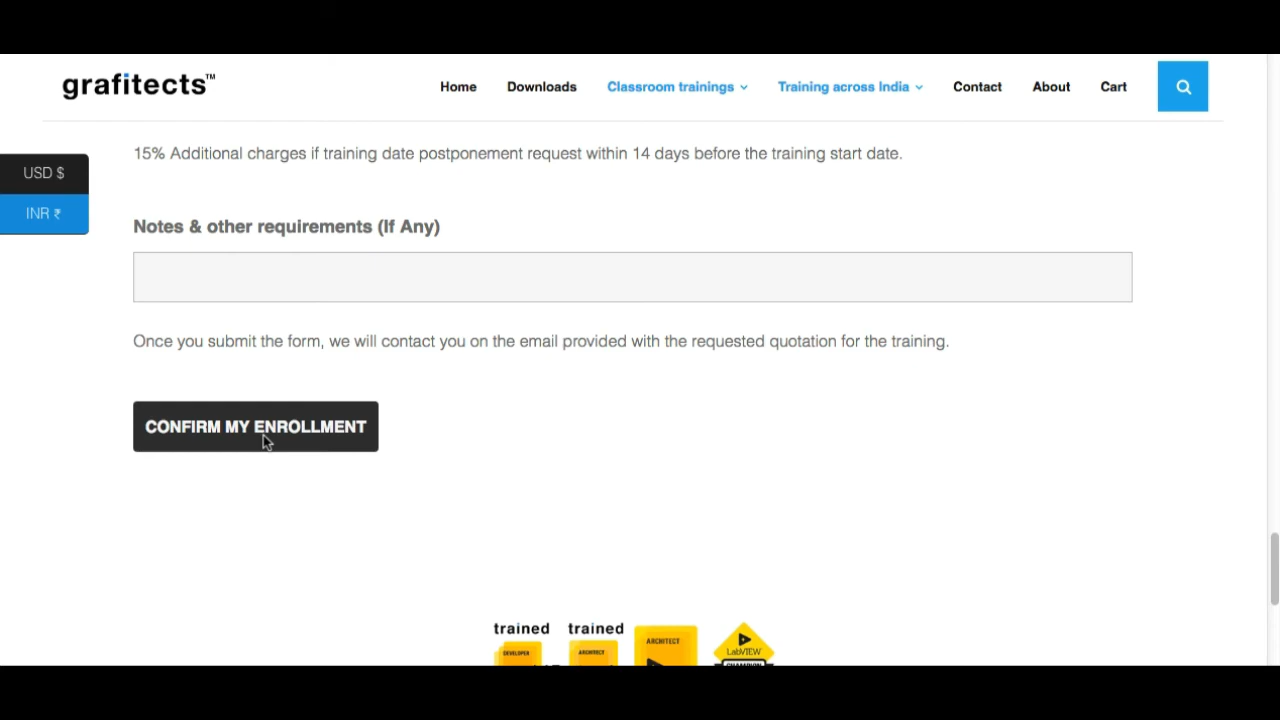 grafitects™
Home Downloads Classroom trainings Training across India Contact About Cart
15% Additional charges if training date postponement request within 14 days before the training start date.
USD $
INR ₹
Notes & other requirements (If Any)
Once you submit the form, we will contact you on the email provided with the requested quotation for the training.
CONFIRM MY ENROLLMENT
trained trained
DEVELOPER ARCHITECT ARCHITECT LabVIEW